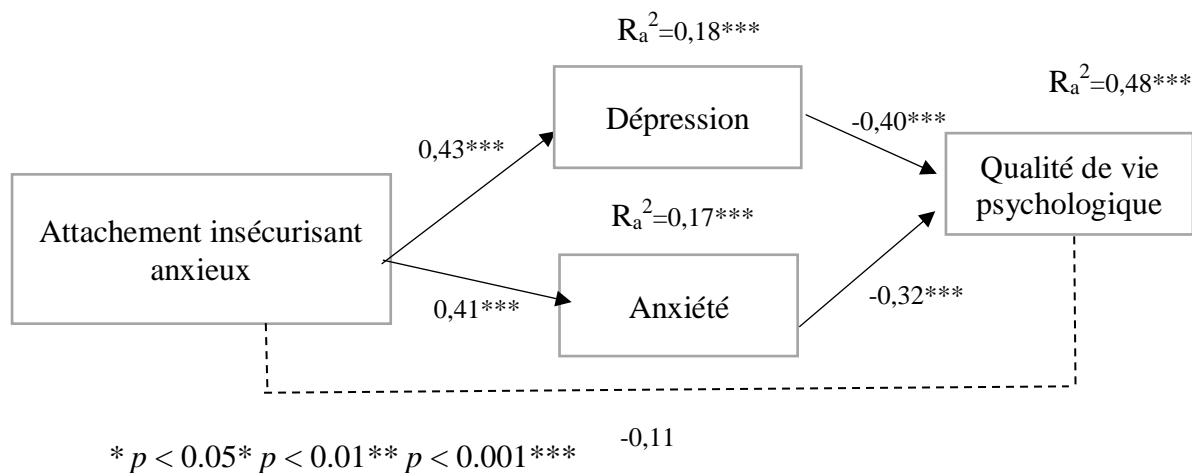 Ra²=0,18***
Ra²=0,48***
Dépression
-0,40***
0,43***
Qualité de vie
psychologique
Attachement insécurisant
anxieux
Ra²=0,17***
0,41***
Anxiété
-0,32***
-0,11
* p < 0.05* p < 0.01** p < 0.001***